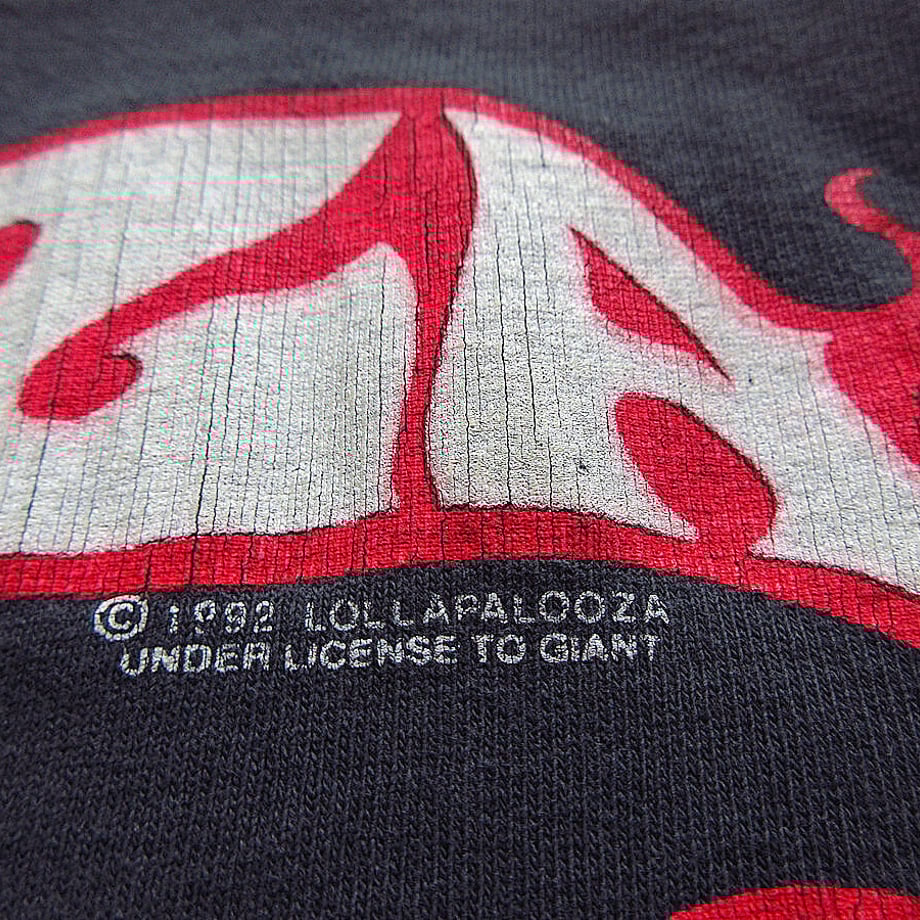 © 1992 LOLLAPALOOZA
UNDER LICENSE TO GIANT